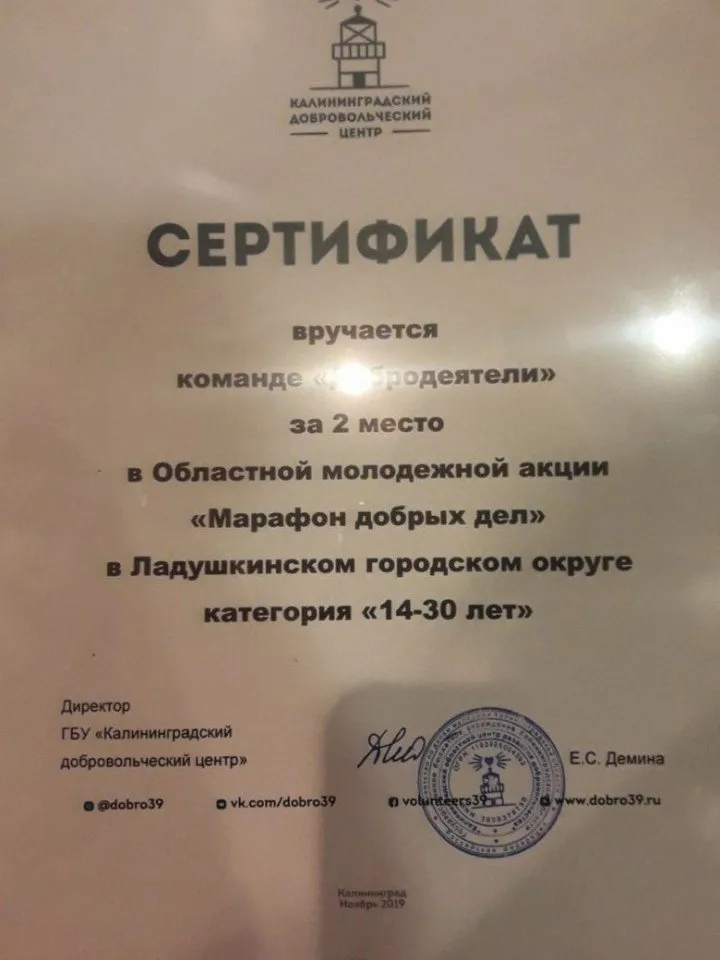 КАЛИНИНГРАДСКИЙ
ДОБРОВОЛЬЧЕСКИЙ
ЦЕНТР
СЕРТИФИКАТ
вручается
команде
за 2 место
в Областной молодежной акции
«Марафон добрых дел»
в Ладушкинском городском округе
категория «14-30 лет»
Директор
ГБУ «Калининградский
добровольческий центр»
Е.С. Демина
@dobro39 vk.com/dobro39 volunteers39 www.dobro39.ru
Калининград
Ноябрь 2019